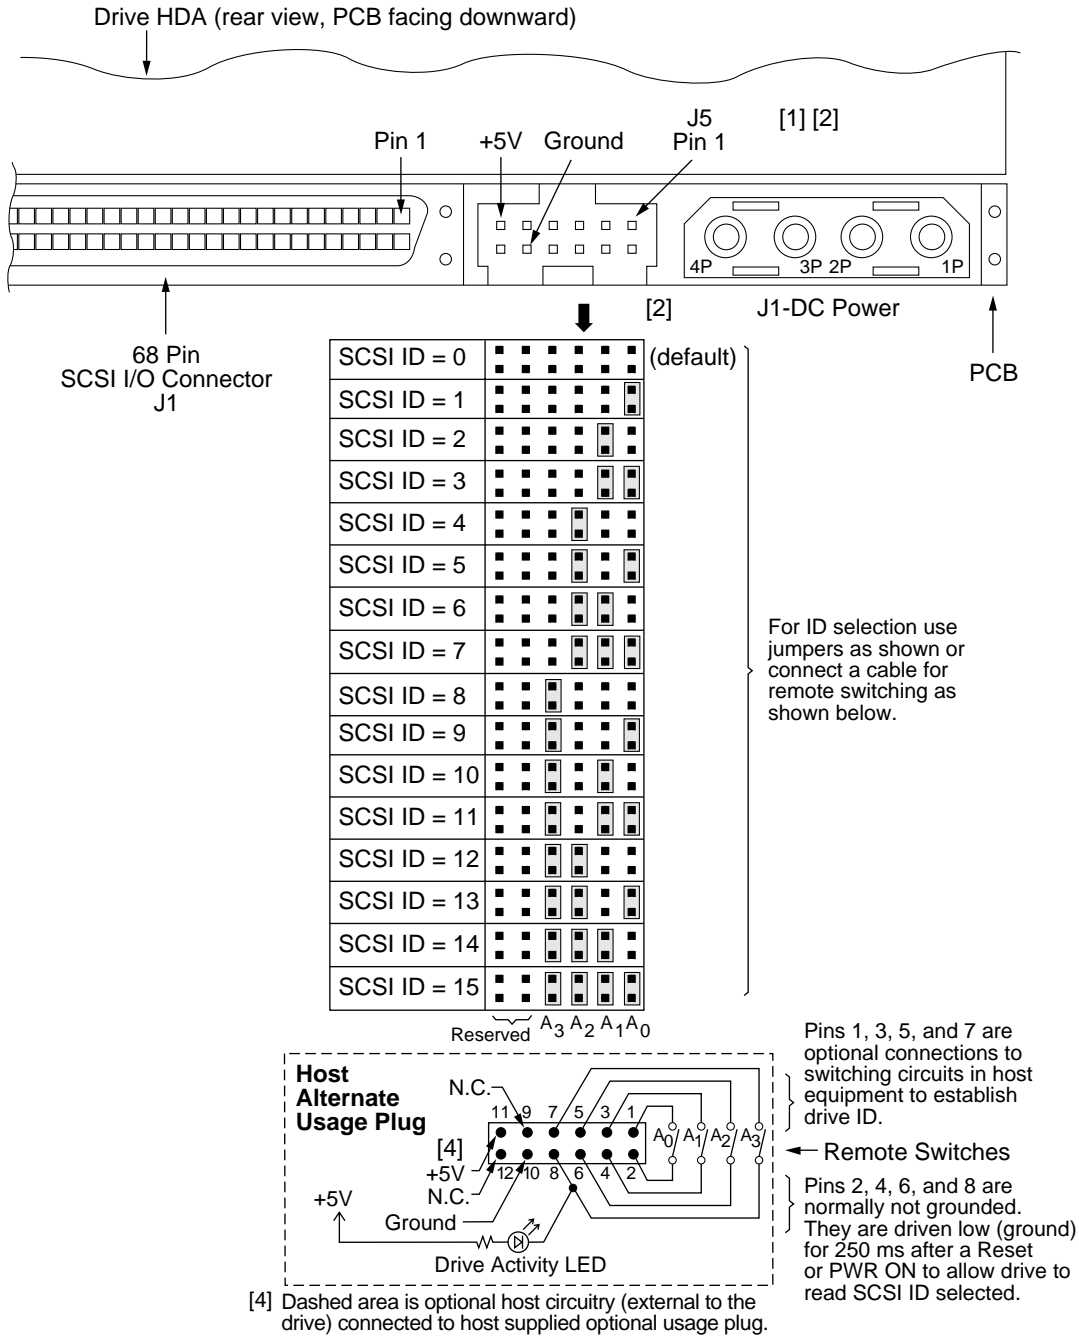 Drive HDA (rear view, PCB facing downward)
J5
[1] [2]
Pin 1
+5V
Ground
Pin 1
4P
3P
2P
1P
[2]
J1-DC Power
68 Pin
SCSI I/O Connector
J1
PCB
SCSI ID = 0
(default)
SCSI ID = 1
SCSI ID = 2
SCSI ID = 3
SCSI ID = 4
SCSI ID = 5
SCSI ID = 6
SCSI ID = 7
SCSI ID = 8
SCSI ID = 9
SCSI ID = 10
SCSI ID = 11
SCSI ID = 12
SCSI ID = 13
SCSI ID = 14
SCSI ID = 15
For ID selection use
jumpers as shown or
connect a cable for
remote switching as
shown below.
Reserved
A3 A2 A1 A0
Host
Alternate
Usage Plug
N.C.
11 9 7 5 3 1
[4]
A0 A1 A2 A3
+5V
12 10 8 6 4 2
N.C.
+5V
Ground
Drive Activity LED
Pins 1, 3, 5, and 7 are
optional connections to
switching circuits in host
equipment to establish
drive ID.
Remote Switches
Pins 2, 4, 6, and 8 are
normally not grounded.
They are driven low (ground)
for 250 ms after a Reset
or PWR ON to allow drive to
read SCSI ID selected.
[4] Dashed area is optional host circuitry (external to the
drive) connected to host supplied optional usage plug.